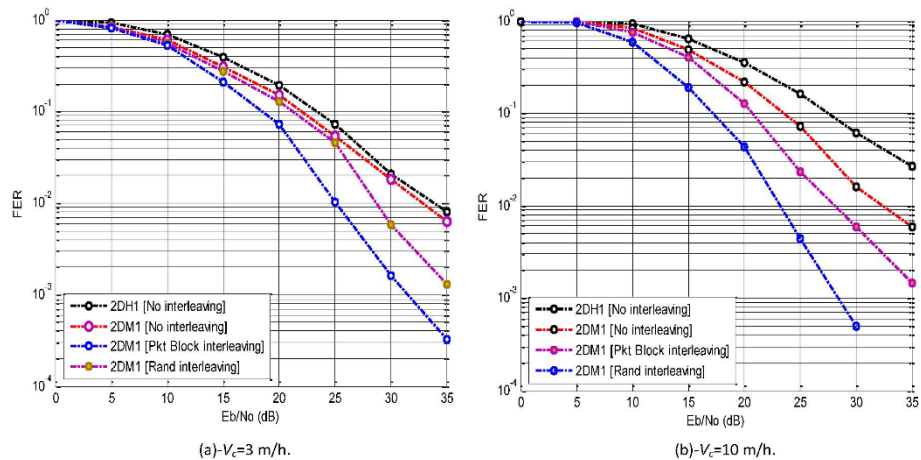 10^0
10^-1
10^-2
10^-3
10^-4
FER
0 5 10 15 20 25 30 35
Eb/No (dB)
2DH1 [No interleaving]
2DM1 [No interleaving]
2DM1 [Pkt Block interleaving]
2DM1 [Rand interleaving]
(a)-Vc=3 m/h.
10^0
10^-1
10^-2
10^-3
10^-4
FER
0 5 10 15 20 25 30 35
Eb/No (dB)
2DH1 [No interleaving]
2DM1 [No interleaving]
2DM1 [Pkt Block interleaving]
2DM1 [Rand interleaving]
(b)-Vc=10 m/h.